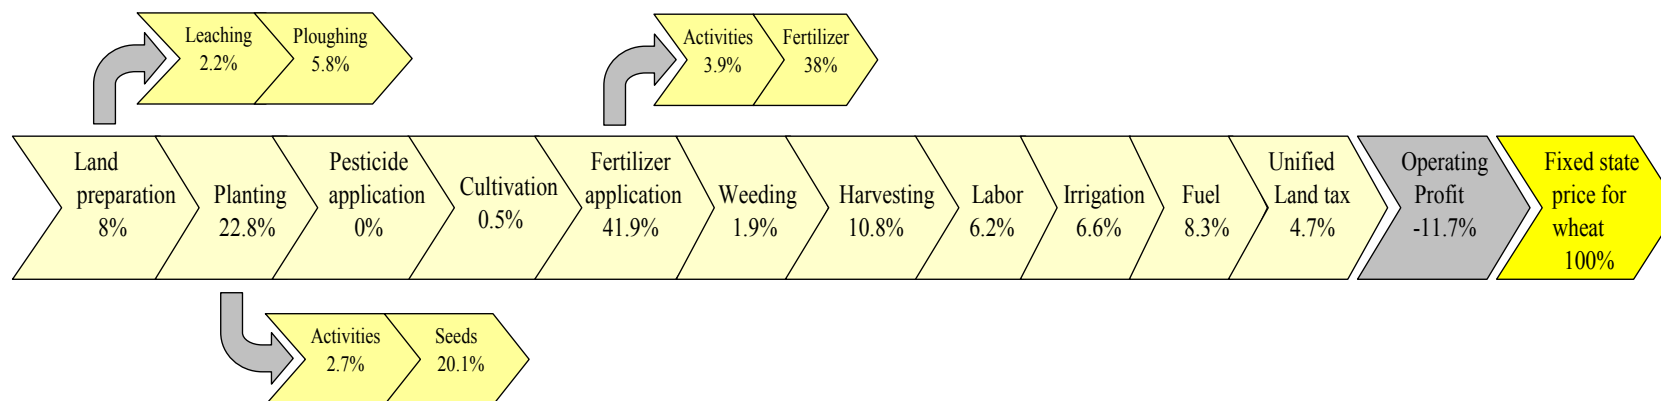 Leaching
2.2%
Ploughing
5.8%
Activities
3.9%
Fertilizer
38%
Land
preparation
8%
Planting
22.8%
Pesticide
application
0%
Cultivation
0.5%
Fertilizer
application
41.9%
Weeding
1.9%
Harvesting
10.8%
Labor
6.2%
Irrigation
6.6%
Fuel
8.3%
Unified
Land tax
4.7%
Operating
Profit
-11.7%
Fixed state
price for
wheat
100%
Activities
2.7%
Seeds
20.1%